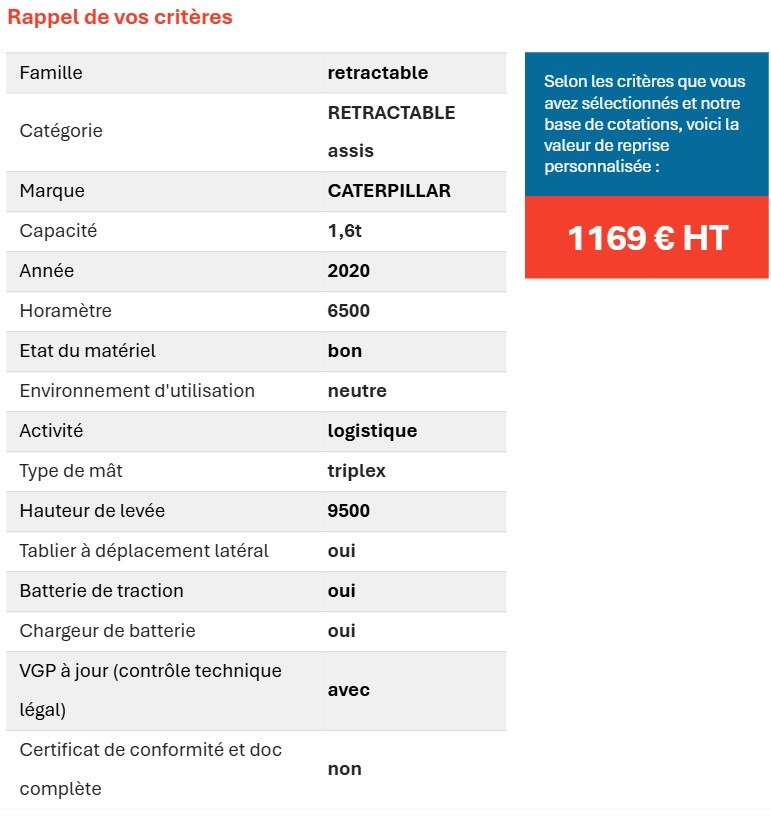 Rappel de vos critères
Famille retractable
Catégorie RETRACTABLE
assis
Marque CATERPILLAR
Capacité 1,6t
Année 2020
Horamètre 6500
Etat du matériel bon
Environnement d'utilisation neutre
Activité logistique
Type de mât triplex
Hauteur de levée 9500
Tablier à déplacement latéral oui
Batterie de traction oui
Chargeur de batterie oui
VGP à jour (contrôle technique
légal) avec
Certificat de conformité et doc
complète non
Selon les critères que vous
avez sélectionnés et notre
base de cotations, voici la
valeur de reprise
personnalisée :
1169 € HT